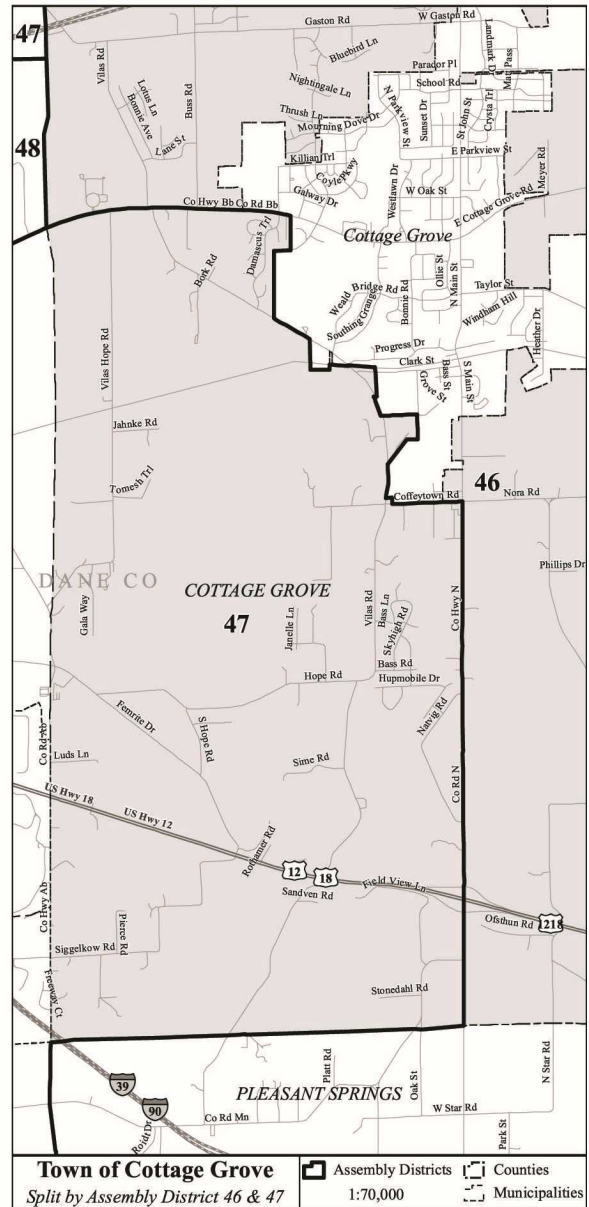 47
48
Gaston Rd
W Gaston Rd
Bluebird Ln
Landmark D
Parador Pl
School Rd
Vilas Rd
Lotus Ln
Bonnie Ave
Buss Rd
Nightingale Ln
N Parkview St
Sunset Dr
St John St
Crysta Trl
Thrush Ln
Mourning Dove Dr
Lane St
Killian Trl
Coyle Pkwy
E Parkview St
Meyer Rd
Westlawn Dr
W Oak St
Galway Dr
E Cottage Grove Rd
Co Hwy Bb
Co Rd Bb
Damascus Trl
Cottage Grove
Bork Rd
Ollie St
N Main St
Taylor St
Weald
Bridge Rd
Bonnie Rd
Southing Grange
Windham Hill
Heather Dr
Progress Dr
Clark St
Vilas Hope Rd
Bass St
Grove St
S Main St
Jahnke Rd
Tomesh Trl
46
Coffeytown Rd
Nora Rd
Phillips Dr
DANE CO
COTTAGE GROVE
47
Gala Way
Janelle Ln
Vilas Rd
Bass Ln
Skyhigh Rd
Co Hwy N
Bass Rd
Hope Rd
Hupmobile Dr
Femrite Dr
S Hope Rd
Natvig Rd
Co Rd Ab
Luds Ln
Sime Rd
Co Rd N
US Hwy 18
US Hwy 12
Rothamer Rd
12
18
Field View Ln
Sandven Rd
Ofsthun Rd
1218
Co Hwy Ab
Pierce Rd
Siggelkow Rd
Freeway Ct
Stonedahl Rd
39
90
Platt Rd
PLEASANT SPRINGS
Oak St
N Star Rd
Co Rd Mn
W Star Rd
Roidt Dr
Park St
Town of Cottage Grove
Split by Assembly District 46 & 47
Assembly Districts
Counties
1:70,000
Municipalities